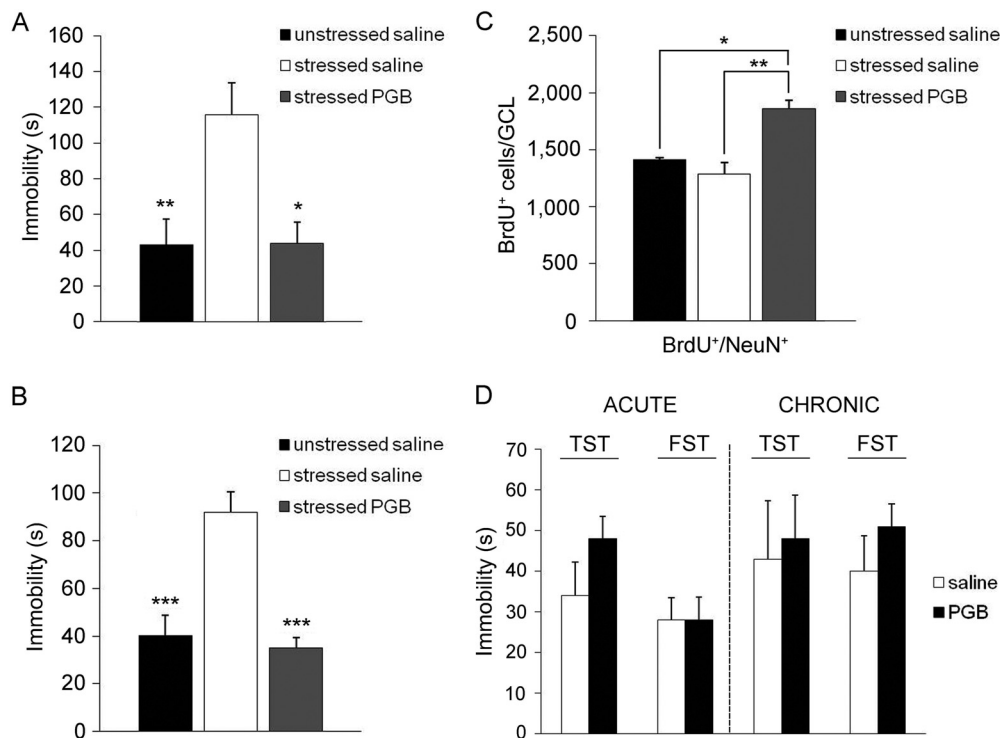 A
Immobility (s)
160
140
120
100
80
60
40
20
0
** *
unstressed saline
stressed saline
stressed PGB
C
BrdU⁺ cells/GCL
2,500
2,000
1,500
1,000
500
0
*
**
unstressed saline
stressed saline
stressed PGB
BrdU⁺/NeuN⁺
B
Immobility (s)
120
100
80
60
40
20
0
*** ***
unstressed saline
stressed saline
stressed PGB
D
ACUTE CHRONIC
TST FST TST FST
Immobility (s)
70
60
50
40
30
20
10
0
saline
PGB